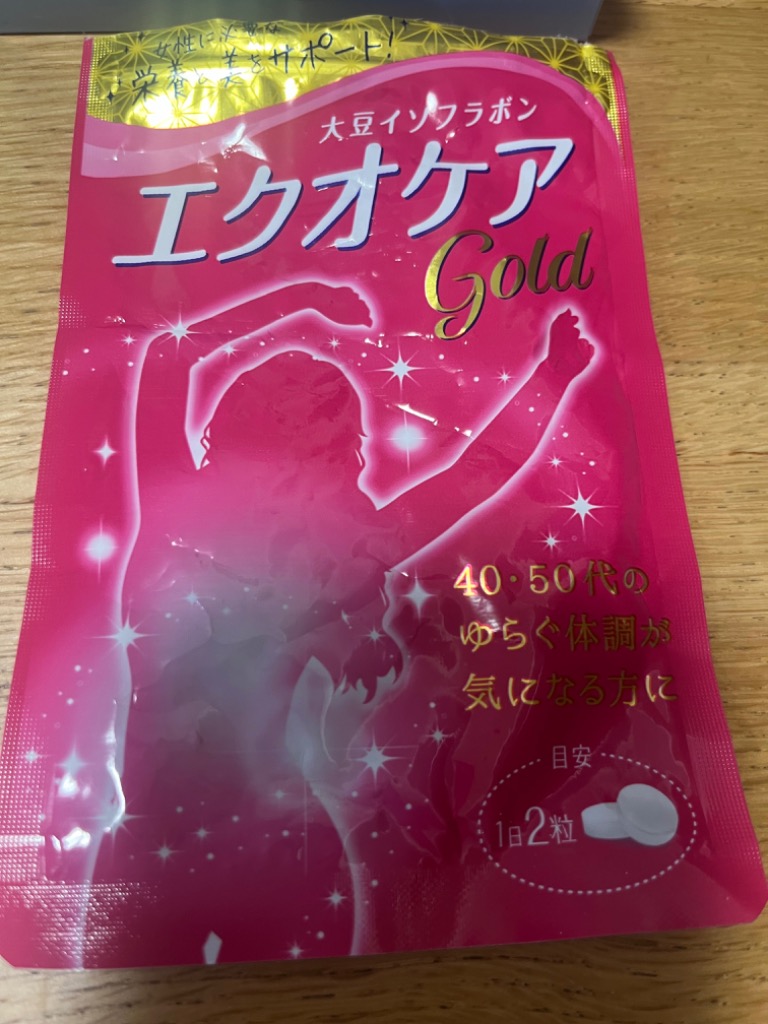 女性に必要な
栄養と美をサポート!
大豆イソフラボン
エクオケア
Gold
40・50代の
ゆらぐ体調が
気になる方に
目安
1日2粒